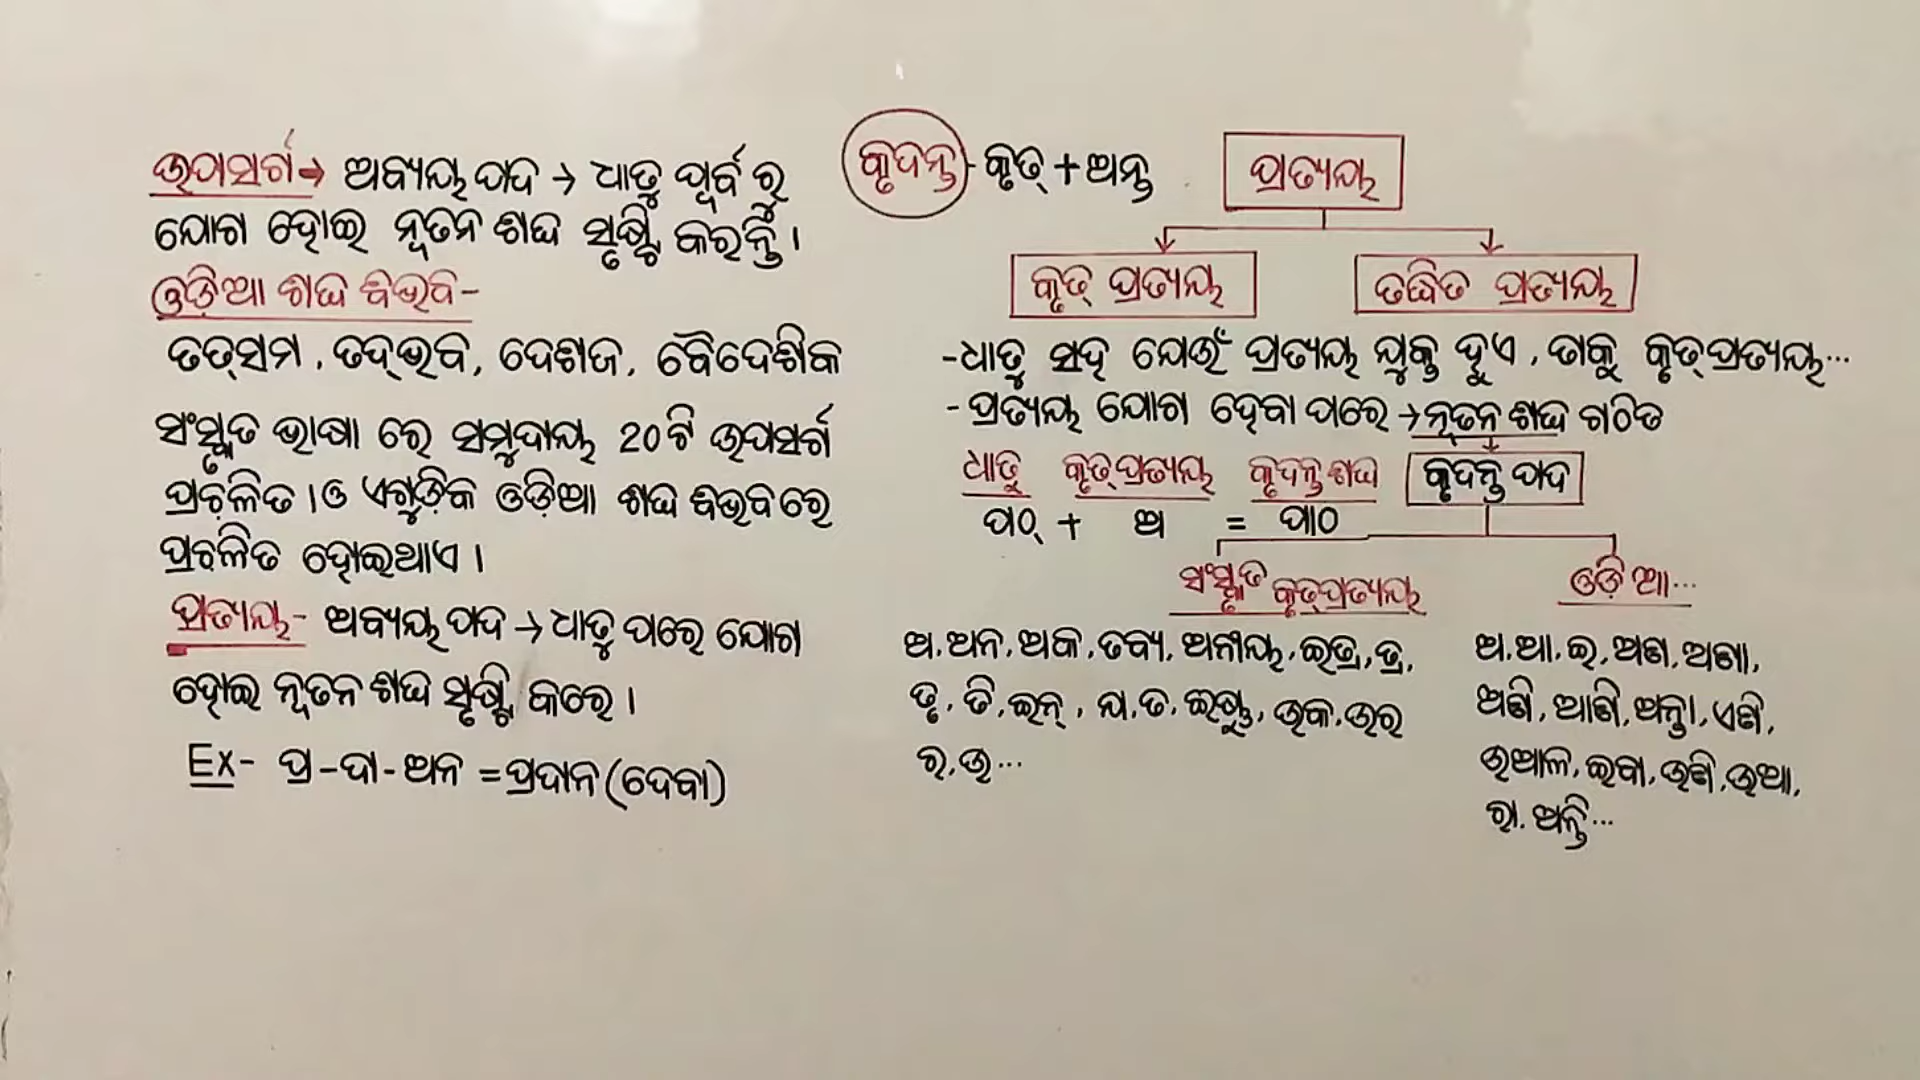 ଉପସର୍ଗ → ଅବ୍ୟୟ ପଦ → ଧାତୁ ପୂର୍ବ ରୁ
ଯୋଗ ହୋଇ ନୂତନ ଶବ୍ଦ ସୃଷ୍ଟି କରନ୍ତି।
ଓଡ଼ିଆ ଶବ୍ଦ ବିଭବ-
ତତ୍ସମ, ତଦ୍ଭବ, ଦେଶଜ, ବୈଦେଶିକ
ସଂସ୍କୃତ ଭାଷା ରେ ସମୁଦାୟ 20ଟି ଉପସର୍ଗ
ପ୍ରଚଳିତ।ଓ ଏଗୁଡ଼ିକ ଓଡ଼ିଆ ଶବ୍ଦ ବିଭବରେ
ପ୍ରଚଳିତ ହୋଇଥାଏ।
ପ୍ରତ୍ୟୟ- ଅବ୍ୟୟ ପଦ → ଧାତୁ ପରେ ଯୋଗ
ହୋଇ ନୂତନ ଶବ୍ଦ ସୃଷ୍ଟି କରେ।
Ex- ପ୍ର-ଦା-ଅନ =ପ୍ରଦାନ(ଦେବା)
କୃଦନ୍ତ - କୃତ୍ + ଅନ୍ତ
ପ୍ରତ୍ୟୟ
କୃତ୍ ପ୍ରତ୍ୟୟ ତଦ୍ଧିତ ପ୍ରତ୍ୟୟ
-ଧାତୁ ସହ ଯେଉଁ ପ୍ରତ୍ୟୟ ଯୁକ୍ତ ହୁଏ, ତାକୁ କୃତ୍ପ୍ରତ୍ୟୟ...
-ପ୍ରତ୍ୟୟ ଯୋଗ ହେବା ପରେ → ନୂତନ ଶବ୍ଦ ଗଠିତ
ଧାତୁ କୃତ୍ପ୍ରତ୍ୟୟ କୃଦନ୍ତ ଶବ୍ଦ କୃଦନ୍ତ ପଦ
ପଠ୍ + ଅ = ପାଠ
ସଂସ୍କୃତ କୃତ୍ପ୍ରତ୍ୟୟ ଓଡ଼ିଆ...
ଅ, ଅନ, ଅକ, ତବ୍ୟ, ଅନୀୟ, ଇତ୍ର, ତ୍ର,
ତୃ, ତି, ଇନ୍, ଯ, ତ, ଇଷ୍ଣୁ, ଉକ, ଉର
ର, ଉ...
ଅ, ଆ, ଇ, ଅଣ, ଅଣା,
ଅଣି, ଆଣି, ଅନ୍ତା, ଏଣି,
ଉଆଳ, ଇବା, ଉଣି, ଉଆ,
ରା, ଅନ୍ତି...